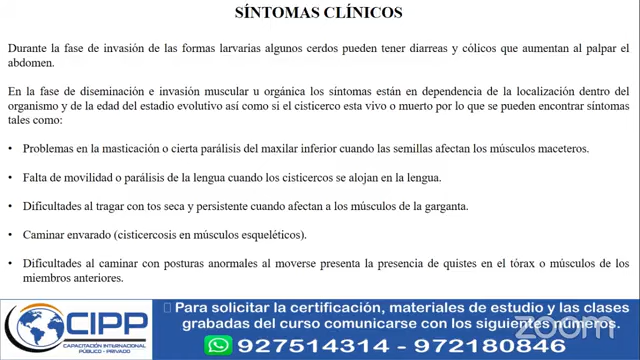 SÍNTOMAS CLÍNICOS
Durante la fase de invasión de las formas larvarias algunos cerdos pueden tener diarreas y cólicos que aumentan al palpar el
abdomen.
En la fase de diseminación e invasión muscular u orgánica los síntomas están en dependencia de la localización dentro del
organismo y de la edad del estadio evolutivo así como si el cisticerco esta vivo o muerto por lo que se pueden encontrar síntomas
tales como:
• Problemas en la masticación o cierta parálisis del maxilar inferior cuando las semillas afectan los músculos maceteros.
• Falta de movilidad o parálisis de la lengua cuando los cisticercos se alojan en la lengua.
• Dificultades al tragar con tos seca y persistente cuando afectan a los músculos de la garganta.
• Caminar envarado (cisticercosis en músculos esqueléticos).
• Dificultades al caminar con posturas anormales al moverse presenta la presencia de quistes en el tórax o músculos de los
miembros anteriores.
zoom
CIPP
CAPACITACIÓN INTERNACIONAL
PÚBLICO - PRIVADO
Para solicitar la certificación, materiales de estudio y las clases
grabadas del curso comunicarse con los siguientes números.
927514314 - 972180846